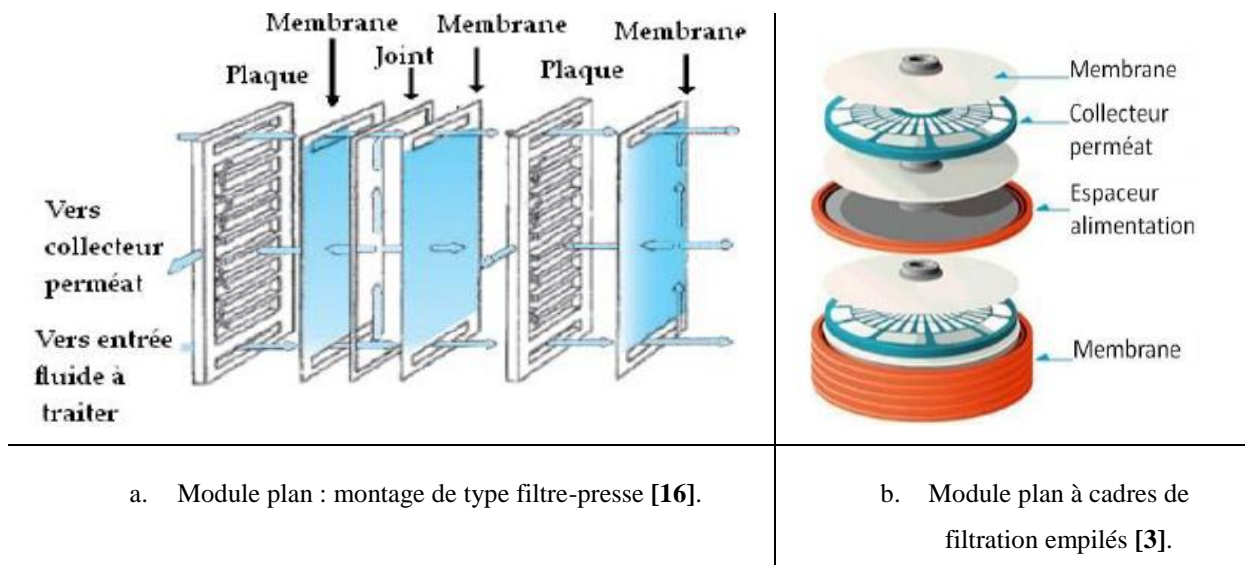 Membrane
Membrane
Membrane
Joint
Plaque
Plaque
Vers
collecteur
perméat
Vers entrée
fluide à
traiter
Membrane
Collecteur
perméat
Espaceur
alimentation
Membrane
a. Module plan : montage de type filtre-presse [16].
b. Module plan à cadres de
filtration empilés [3].